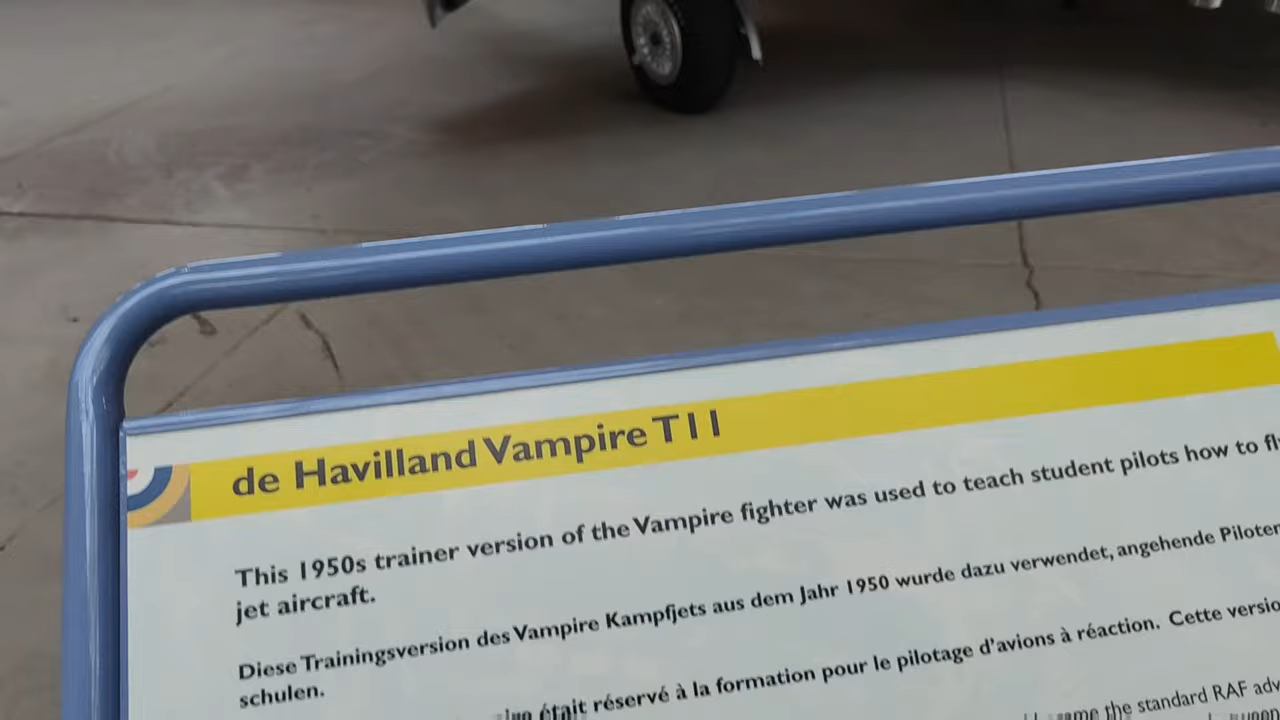 de Havilland Vampire T11
This 1950s trainer version of the Vampire fighter was used to teach student pilots how to
jet aircraft.
Diese Trainingsversion des Vampire Kampfjets aus dem Jahr 1950 wurde dazu verwendet, angehende
schulen.
était réservé à la formation pour le pilotage d'avions à réaction. Cette
the standard RAF